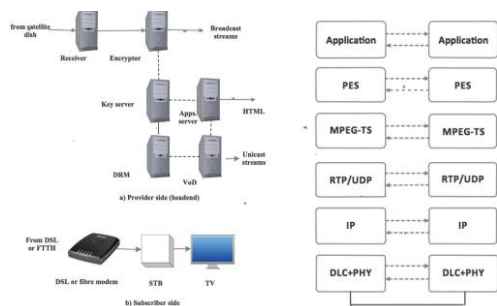 from satellite
dish
Receiver
Encryptor
Broadcast
streams
Key server
Apps.
server
HTML
DRM
VoD
Unicast
streams
a) Provider side (headend)
From DSL
or FTTH
DSL or fibre modem
STB
TV
b) Subscriber side
Application
Application
PES
PES
MPEG-TS
MPEG-TS
RTP/UDP
RTP/UDP
IP
IP
DLC+PHY
DLC+PHY